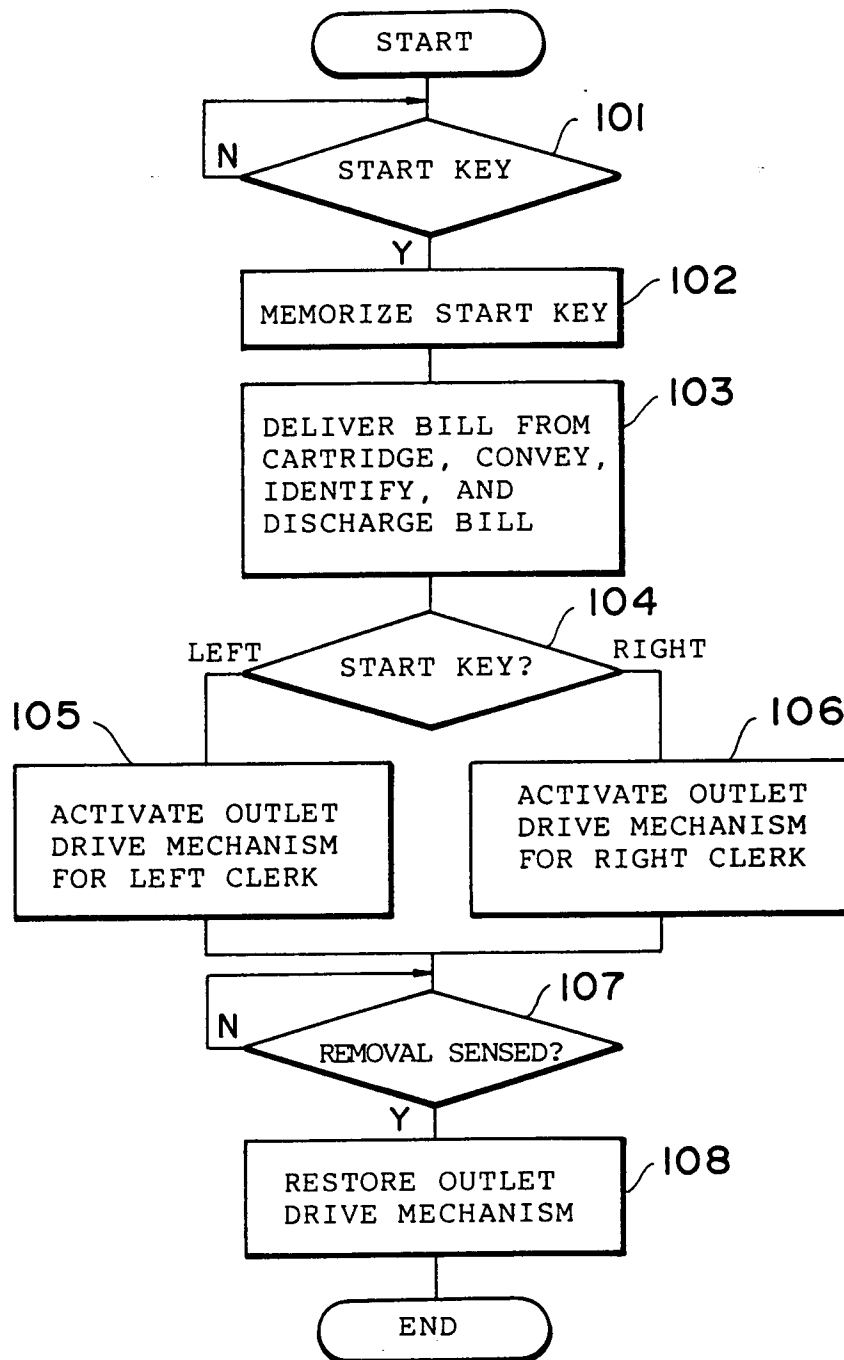 START
101
N
START KEY
Y
102
MEMORIZE START KEY
103
DELIVER BILL FROM
CARTRIDGE, CONVEY,
IDENTIFY, AND
DISCHARGE BILL
104
LEFT
START KEY?
RIGHT
105
106
ACTIVATE OUTLET
DRIVE MECHANISM
FOR LEFT CLERK
ACTIVATE OUTLET
DRIVE MECHANISM
FOR RIGHT CLERK
107
N
REMOVAL SENSED?
Y
108
RESTORE OUTLET
DRIVE MECHANISM
END